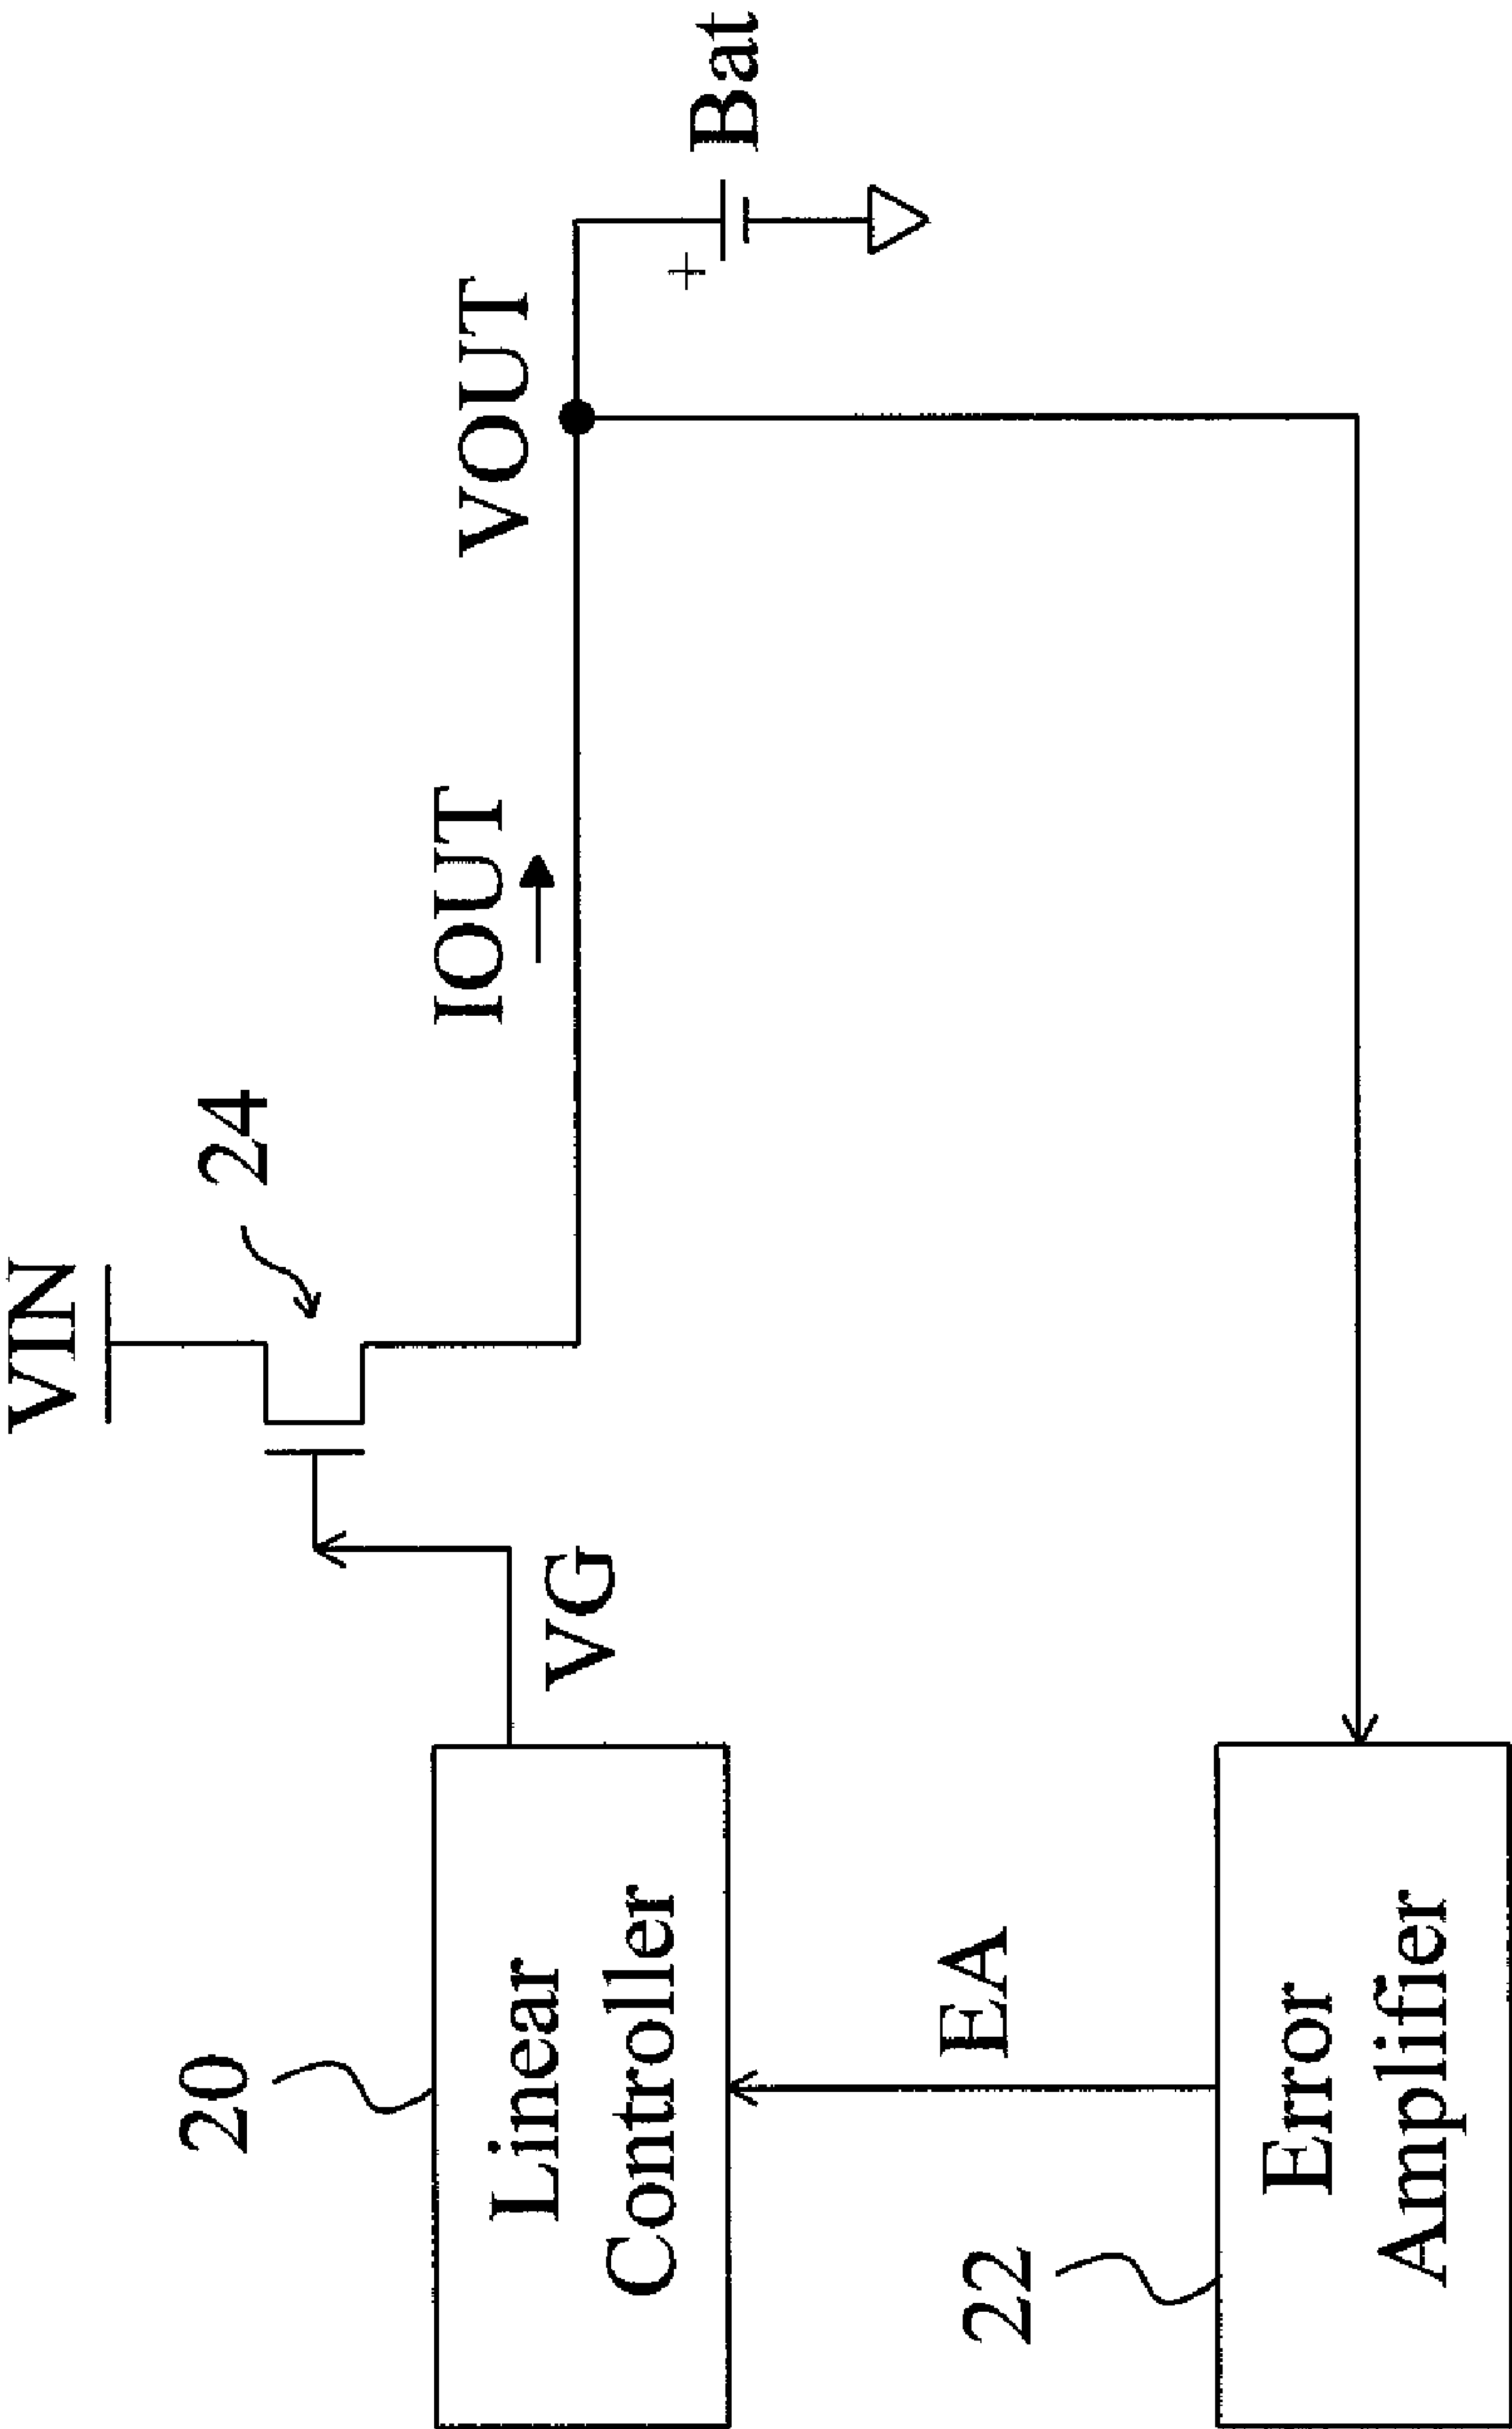 VIN
24
20
Linear
Controller
VG
IOUT
VOUT
+
Bat
EA
22
Error
Amplifier